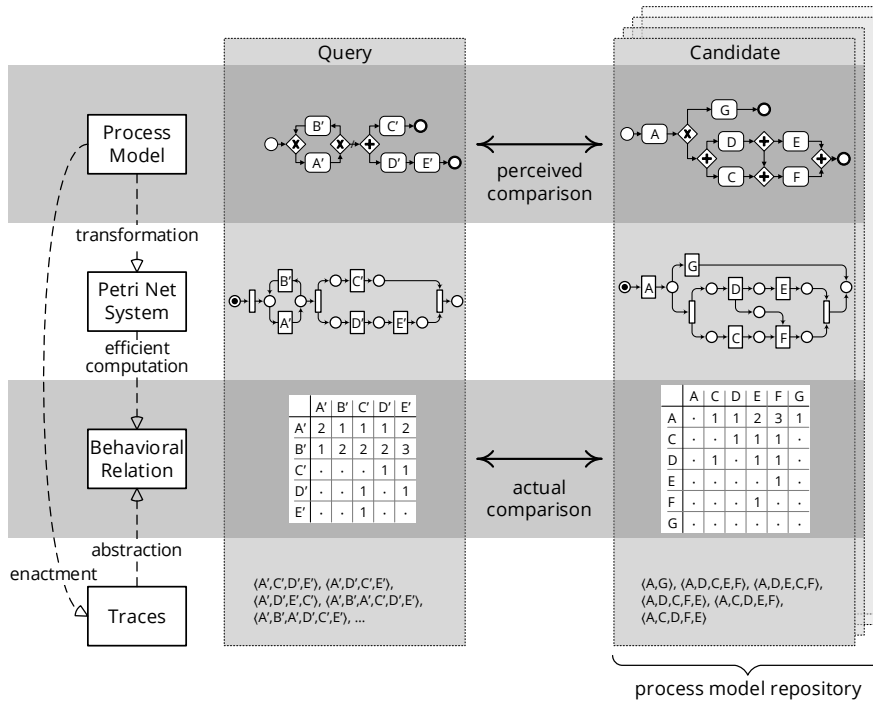 Query
Candidate
Process
Model
B’
C’
A’
D’
E’
perceived
comparison
A
G
D
E
C
F
transformation
Petri Net
System
B’
C’
A’
D’
E’
A
G
D
E
C
F
efficient
computation
Behavioral
Relation
A’ B’ C’ D’ E’
A’ 2 1 1 1 2
B’ 1 2 2 2 3
C’ · · · 1 1
D’ · · 1 · 1
E’ · · 1 · ·
actual
comparison
A C D E F G
A · 1 1 2 3 1
C · · 1 1 1 ·
D · 1 · 1 1 ·
E · · · · 1 ·
F · · · 1 · ·
G · · · · · ·
abstraction
enactment
Traces
⟨A’,C’,D’,E’⟩, ⟨A’,D’,C’,E’⟩,
⟨A’,D’,E’,C’⟩, ⟨A’,B’,A’,C’,D’,E’⟩,
⟨A’,B’,A’,D’,C’,E’⟩, ...
⟨A,G⟩, ⟨A,D,C,E,F⟩, ⟨A,D,E,C,F⟩,
⟨A,D,C,F,E⟩, ⟨A,C,D,E,F⟩,
⟨A,C,D,F,E⟩
process model repository